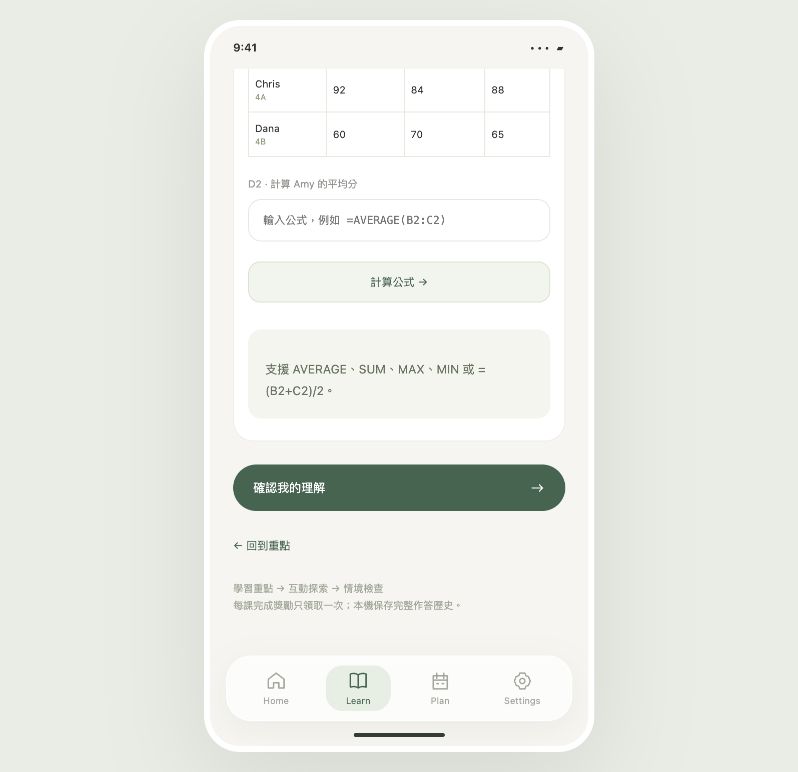 9:41
Chris
4A
92
84
88
Dana
4B
60
70
65
D2 · 計算 Amy 的平均分
輸入公式，例如 =AVERAGE(B2:C2)
計算公式 →
支援 AVERAGE、SUM、MAX、MIN 或 =
(B2+C2)/2。
確認我的理解 →
← 回到重點
學習重點 → 互動探索 → 情境檢查
每課完成獎勵只領取一次；本機保存完整作答歷史。
Home
Learn
Plan
Settings